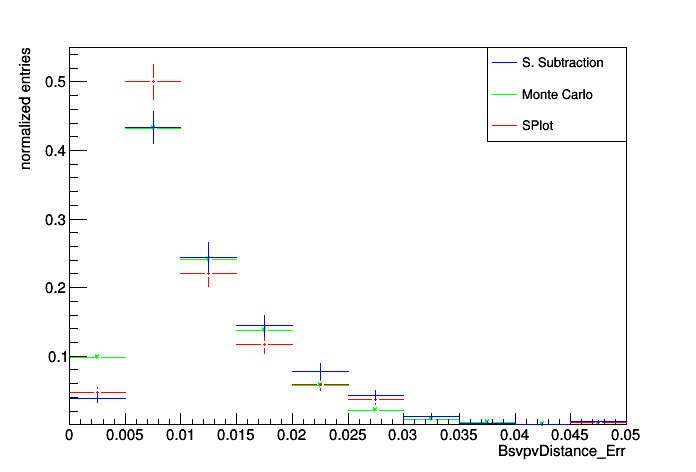 normalized entries
0.5
0.4
0.3
0.2
0.1
S. Subtraction
Monte Carlo
SPlot
0 0.005 0.01 0.015 0.02 0.025 0.03 0.035 0.04 0.045 0.05
BsvpvDistance_Err